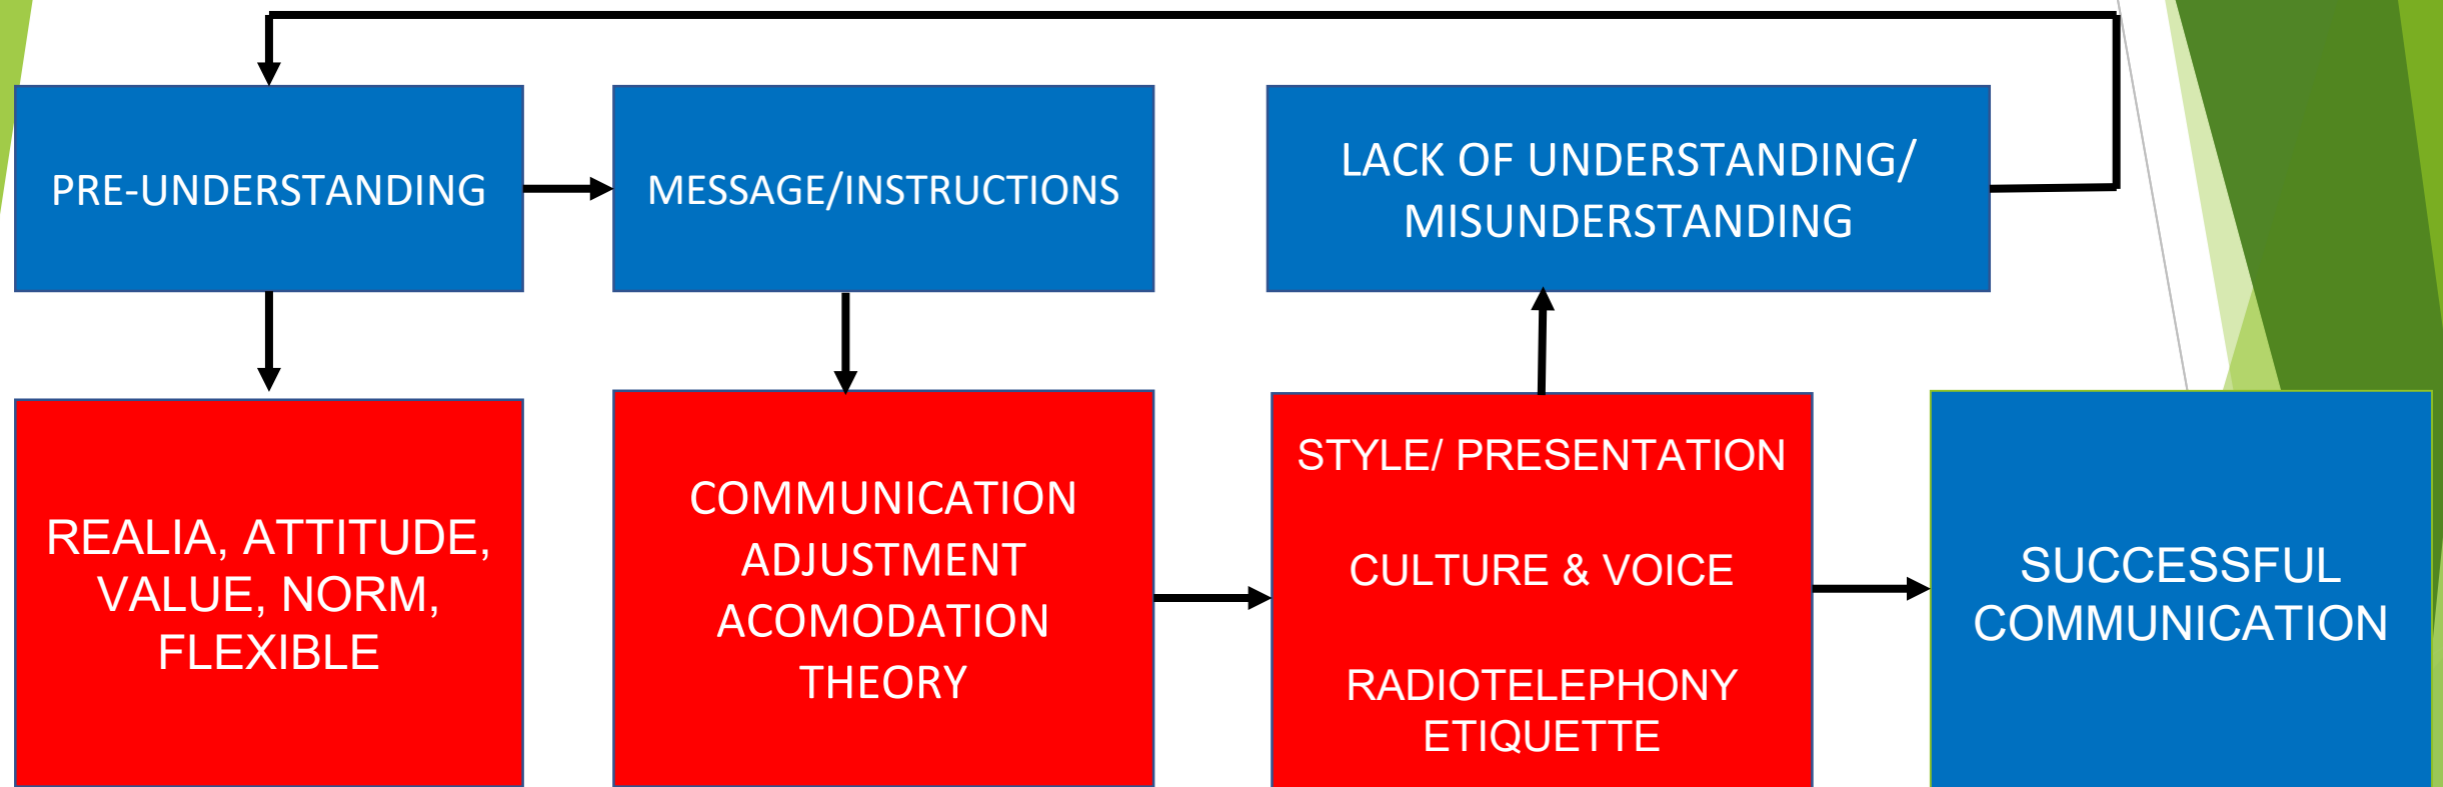 PRE-UNDERSTANDING
MESSAGE/INSTRUCTIONS
LACK OF UNDERSTANDING/
MISUNDERSTANDING
REALIA, ATTITUDE,
VALUE, NORM,
FLEXIBLE
COMMUNICATION
ADJUSTMENT
ACOMODATION
THEORY
STYLE/ PRESENTATION
CULTURE & VOICE
RADIOTELEPHONY
ETIQUETTE
SUCCESSFUL
COMMUNICATION